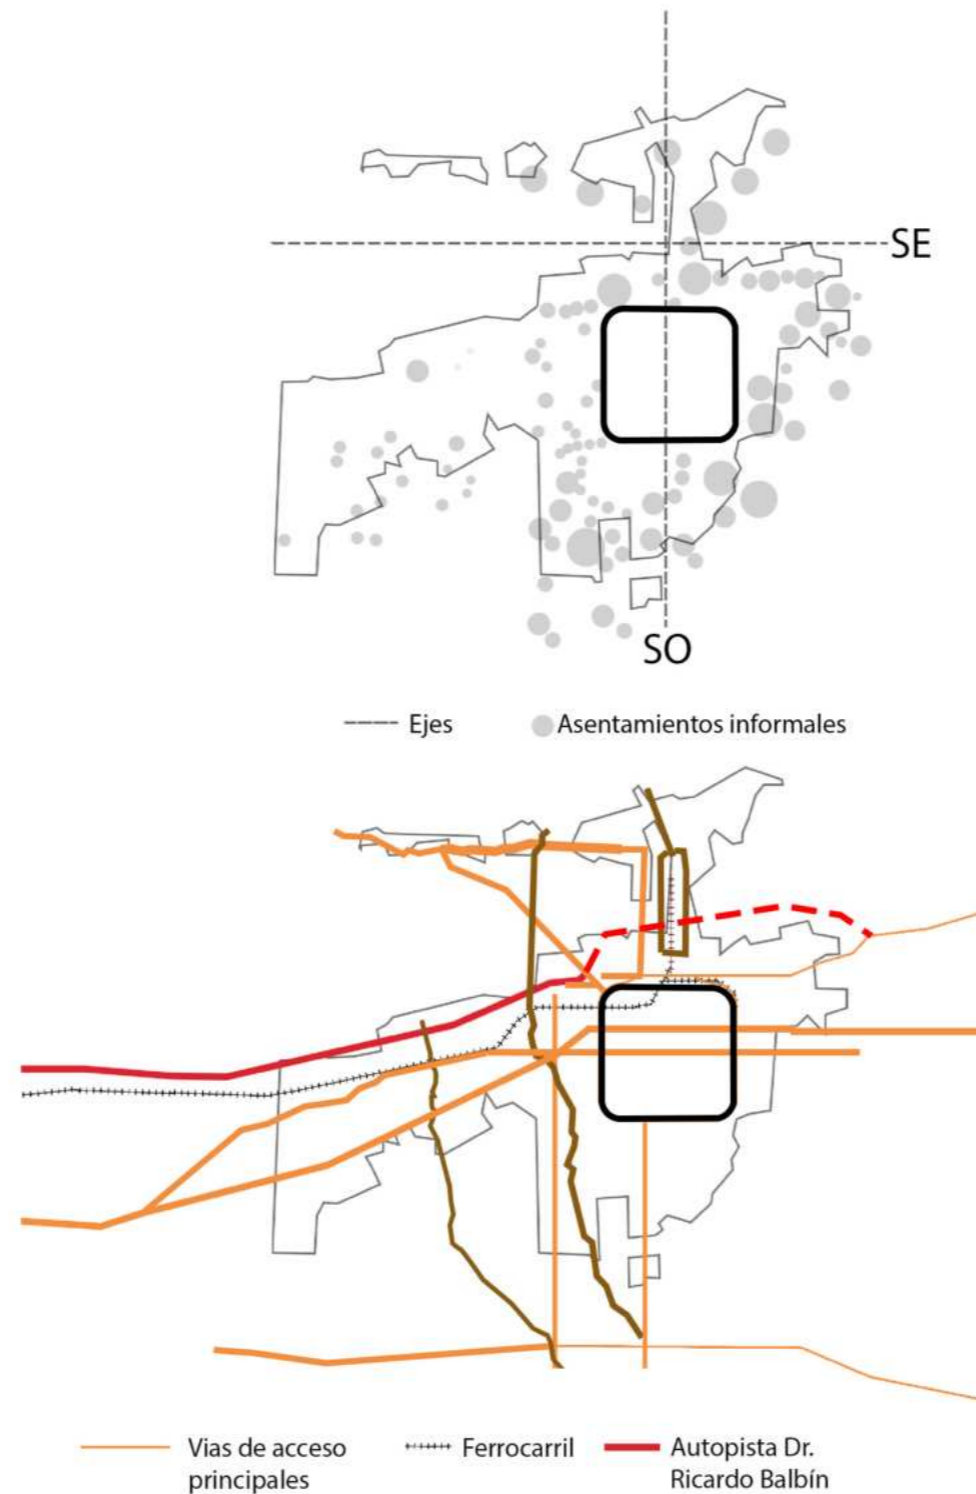 SE
SO
Ejes
Asentamientos informales
Vias de acceso
principales
Ferrocarril
Autopista Dr.
Ricardo Balbín